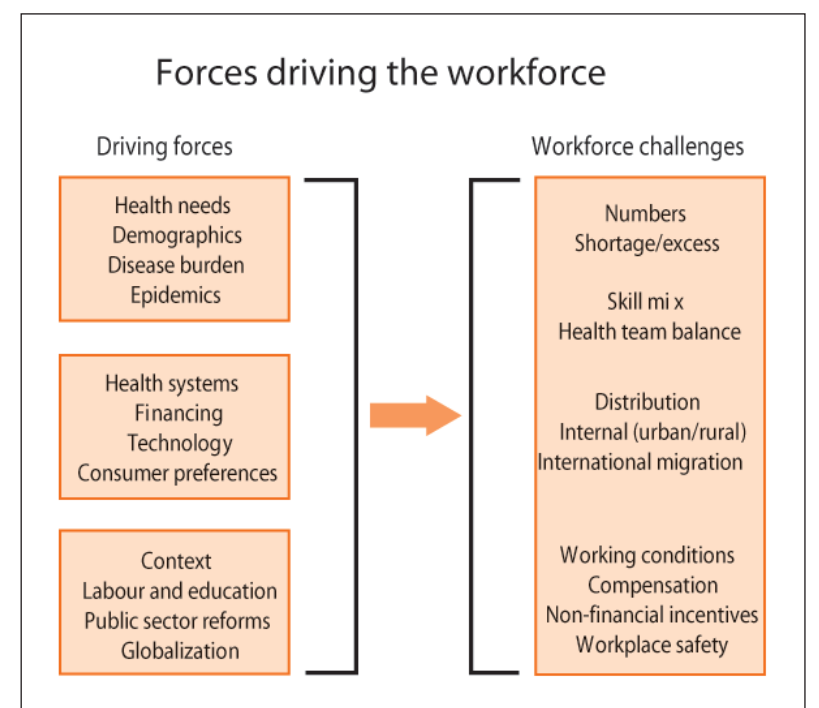 Forces driving the workforce
Driving forces
Health needs
Demographics
Disease burden
Epidemics
Health systems
Financing
Technology
Consumer preferences
Context
Labour and education
Public sector reforms
Globalization
Workforce challenges
Numbers
Shortage/excess
Skill mi x
Health team balance
Distribution
Internal (urban/rural)
International migration
Working conditions
Compensation
Non-financial incentives
Workplace safety